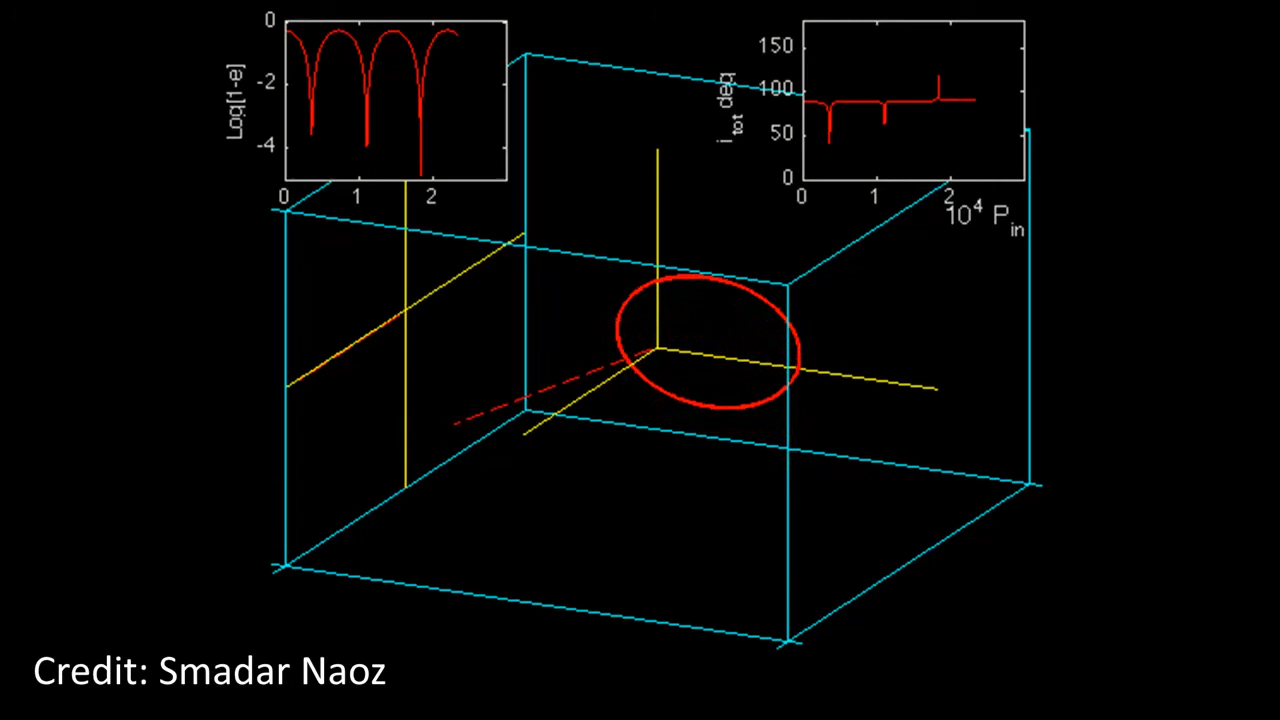 0
-2
-4
Log[1-e]
0 1 2
150
100
50
0
i_tot deg
0 1 2
10^4 P_in
Credit: Smadar Naoz